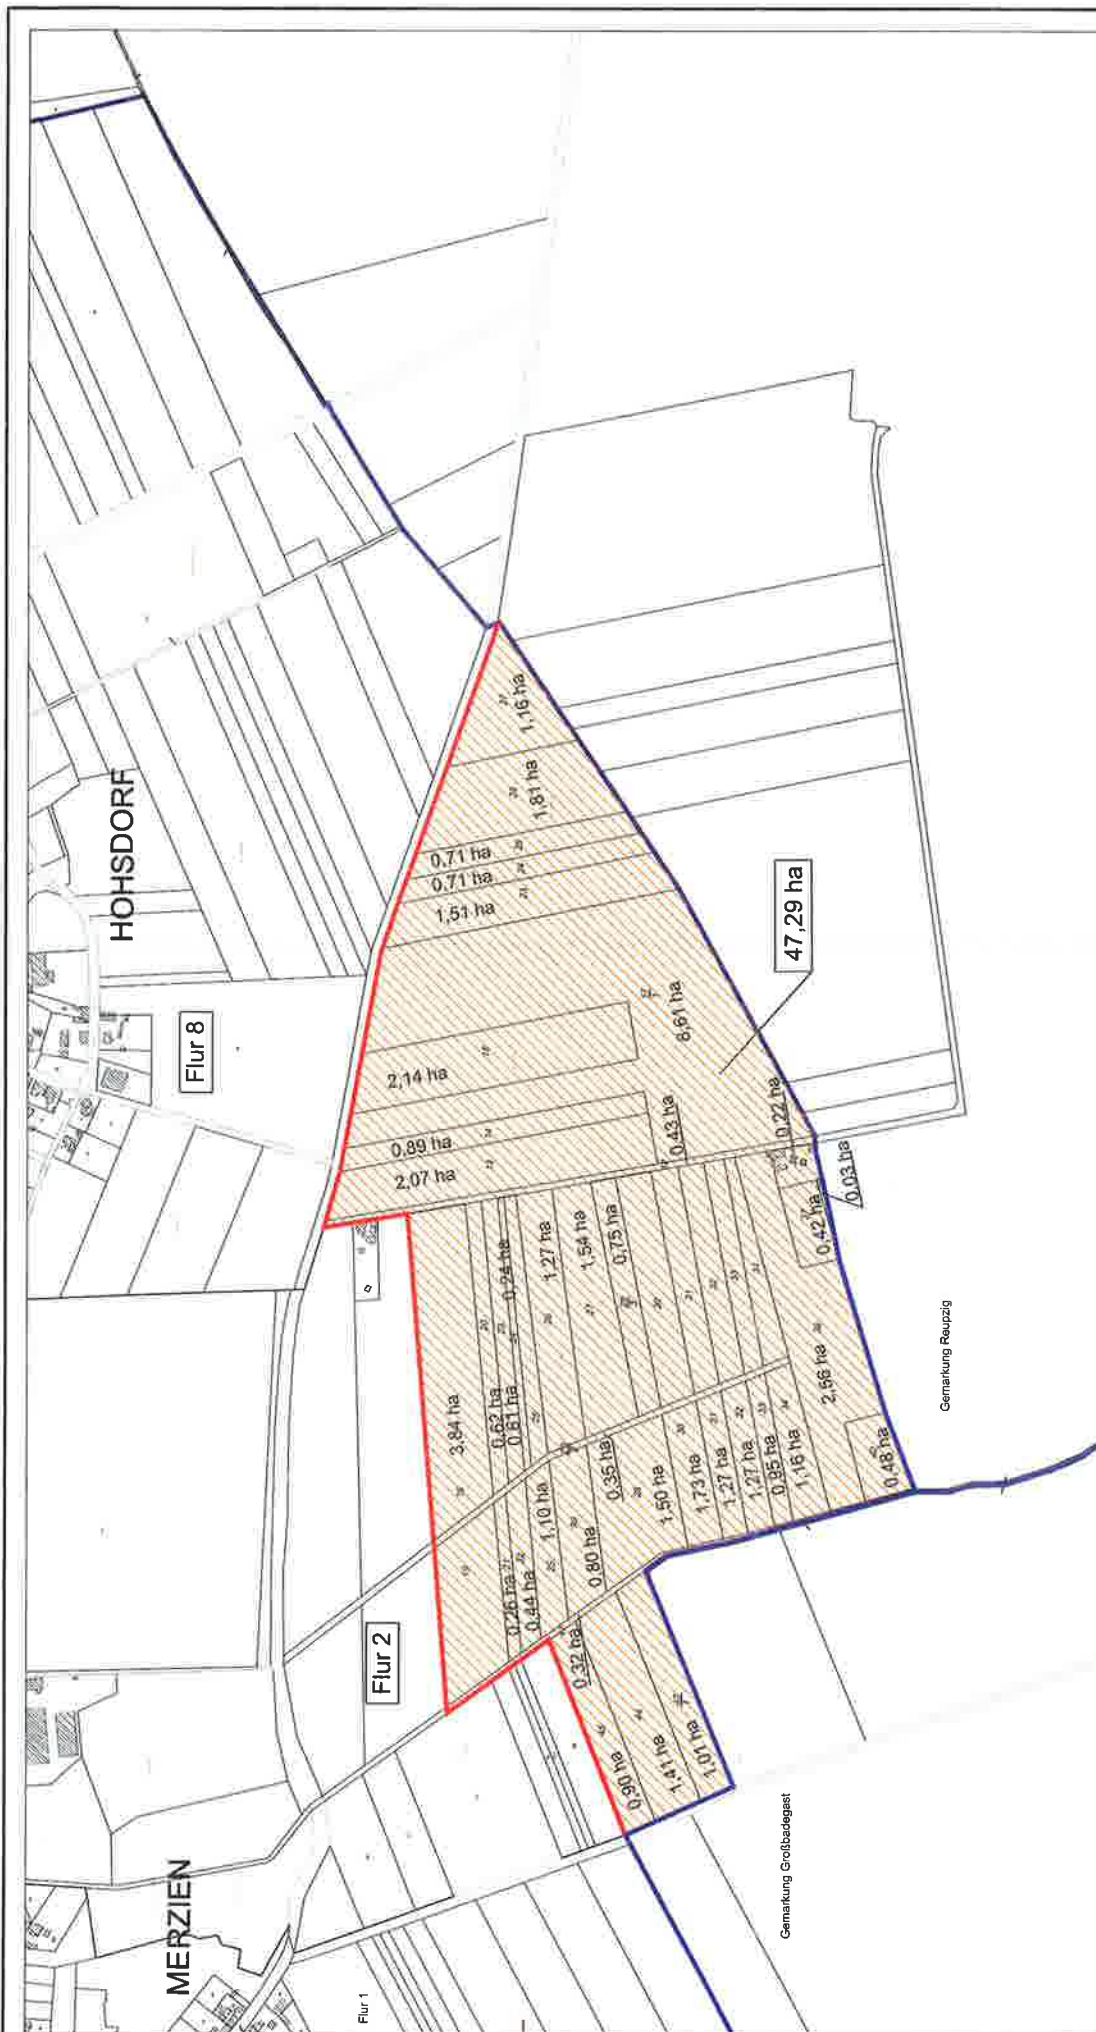 HOHSDORF
Flur 8
MERZIEN
Flur 1
Flur 2
1,16 ha
1,81 ha
0,71 ha
0,71 ha
1,51 ha
47,29 ha
8,61 ha
2,14 ha
0,89 ha
2,07 ha
0,43 ha
0,22 ha
0,03 ha
0,42 ha
3,84 ha
0,24 ha
1,27 ha
1,54 ha
0,75 ha
0,62 ha
0,61 ha
2,56 ha
0,48 ha
1,16 ha
0,95 ha
1,27 ha
1,27 ha
1,73 ha
1,50 ha
0,35 ha
0,80 ha
1,10 ha
0,26 ha
0,44 ha
0,32 ha
0,90 ha
1,41 ha
1,01 ha
Gemarkung Reupzig
Gemarkung Großbadegast